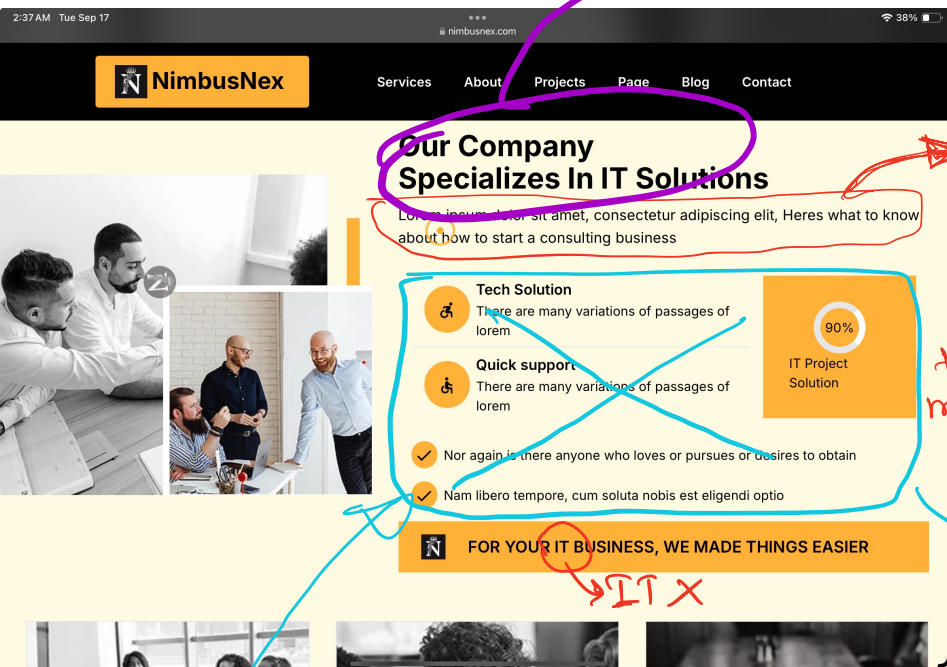 2:37 AM Tue Sep 17
38%
nimbusnex.com
N NimbusNex
Services About Projects Page Blog Contact
Our Company
Specializes In IT Solutions
Lorem ipsum dolor sit amet, consectetur adipiscing elit, Heres what to know
about how to start a consulting business
Tech Solution
There are many variations of passages of
lorem
Quick support
There are many variations of passages of
lorem
90%
IT Project
Solution
Nor again is there anyone who loves or pursues or desires to obtain
Nam libero tempore, cum soluta nobis est eligendi optio
N FOR YOUR IT BUSINESS, WE MADE THINGS EASIER
IT X